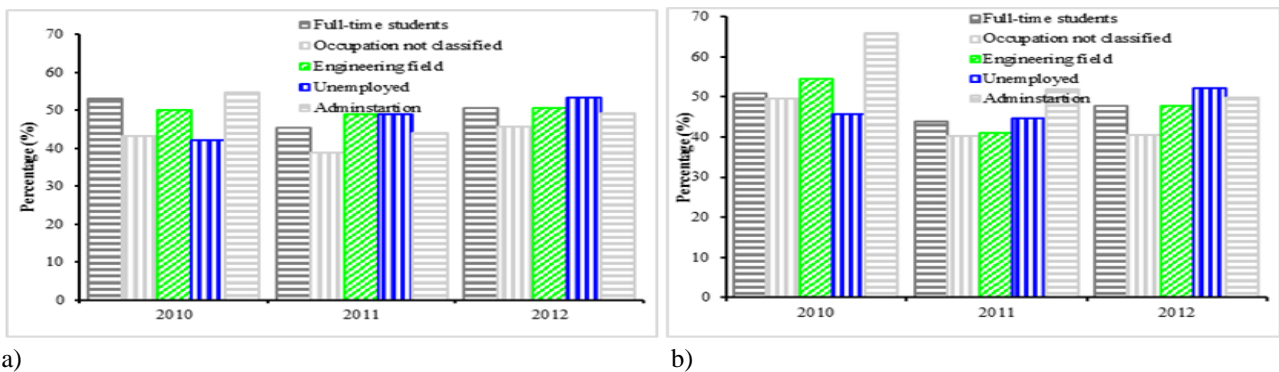 Full-time students
Occupation not classified
Engineering field
Unemployed
Adminstartion
Percentage (%)
70
60
50
40
30
20
10
0
2010 2011 2012
a)
Full-time students
Occupation not classified
Engineering field
Unemployed
Adminstartion
Percentage (%)
70
60
50
40
30
20
10
0
2010 2011 2012
b)